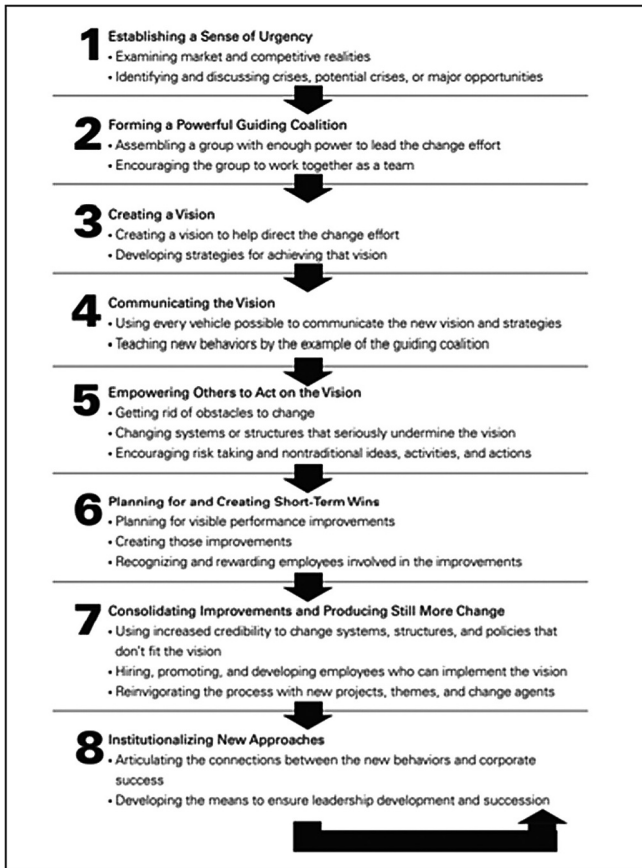 1 Establishing a Sense of Urgency
• Examining market and competitive realities
• Identifying and discussing crises, potential crises, or major opportunities
2 Forming a Powerful Guiding Coalition
• Assembling a group with enough power to lead the change effort
• Encouraging the group to work together as a team
3 Creating a Vision
• Creating a vision to help direct the change effort
• Developing strategies for achieving that vision
4 Communicating the Vision
• Using every vehicle possible to communicate the new vision and strategies
• Teaching new behaviors by the example of the guiding coalition
5 Empowering Others to Act on the Vision
• Getting rid of obstacles to change
• Changing systems or structures that seriously undermine the vision
• Encouraging risk taking and nontraditional ideas, activities, and actions
6 Planning for and Creating Short-Term Wins
• Planning for visible performance improvements
• Creating those improvements
• Recognizing and rewarding employees involved in the improvements
7 Consolidating Improvements and Producing Still More Change
• Using increased credibility to change systems, structures, and policies that
don't fit the vision
• Hiring, promoting, and developing employees who can implement the vision
• Reinvigorating the process with new projects, themes, and change agents
8 Institutionalizing New Approaches
• Articulating the connections between the new behaviors and corporate
success
• Developing the means to ensure leadership development and succession